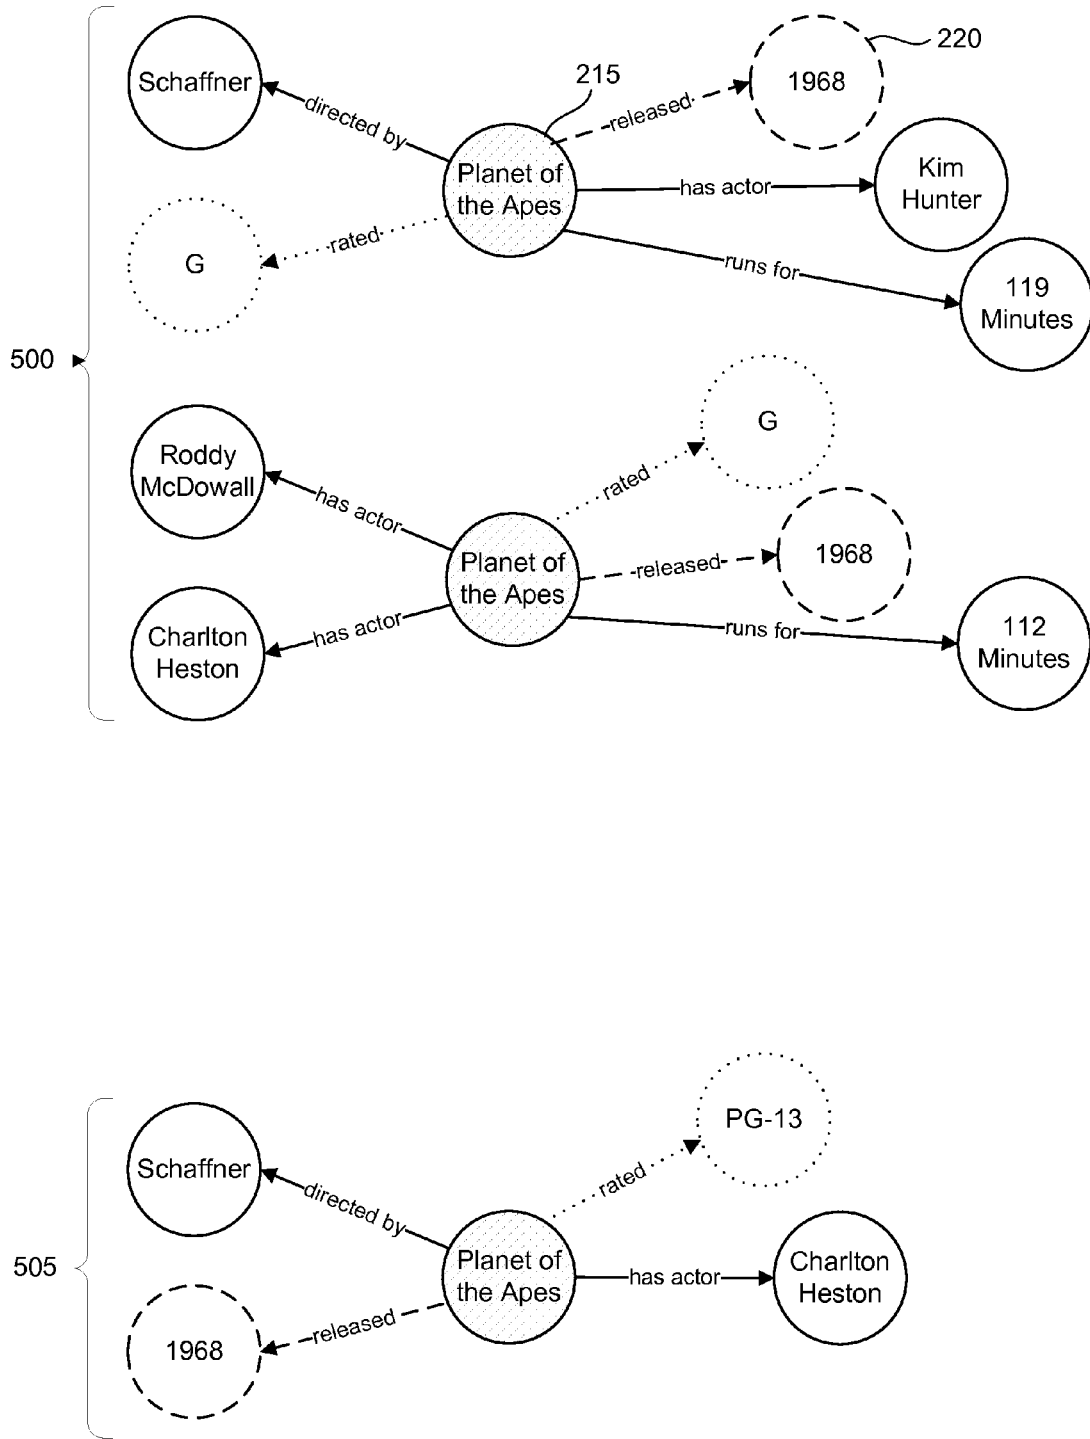 220
215
Schaffner
directed by
released
1968
Planet of
the Apes
has actor
Kim
Hunter
rated
G
runs for
119
Minutes
500
G
Roddy
McDowall
has actor
rated
Planet of
the Apes
released
1968
Charlton
Heston
has actor
runs for
112
Minutes
PG-13
Schaffner
directed by
rated
505
Planet of
the Apes
has actor
Charlton
Heston
released
1968